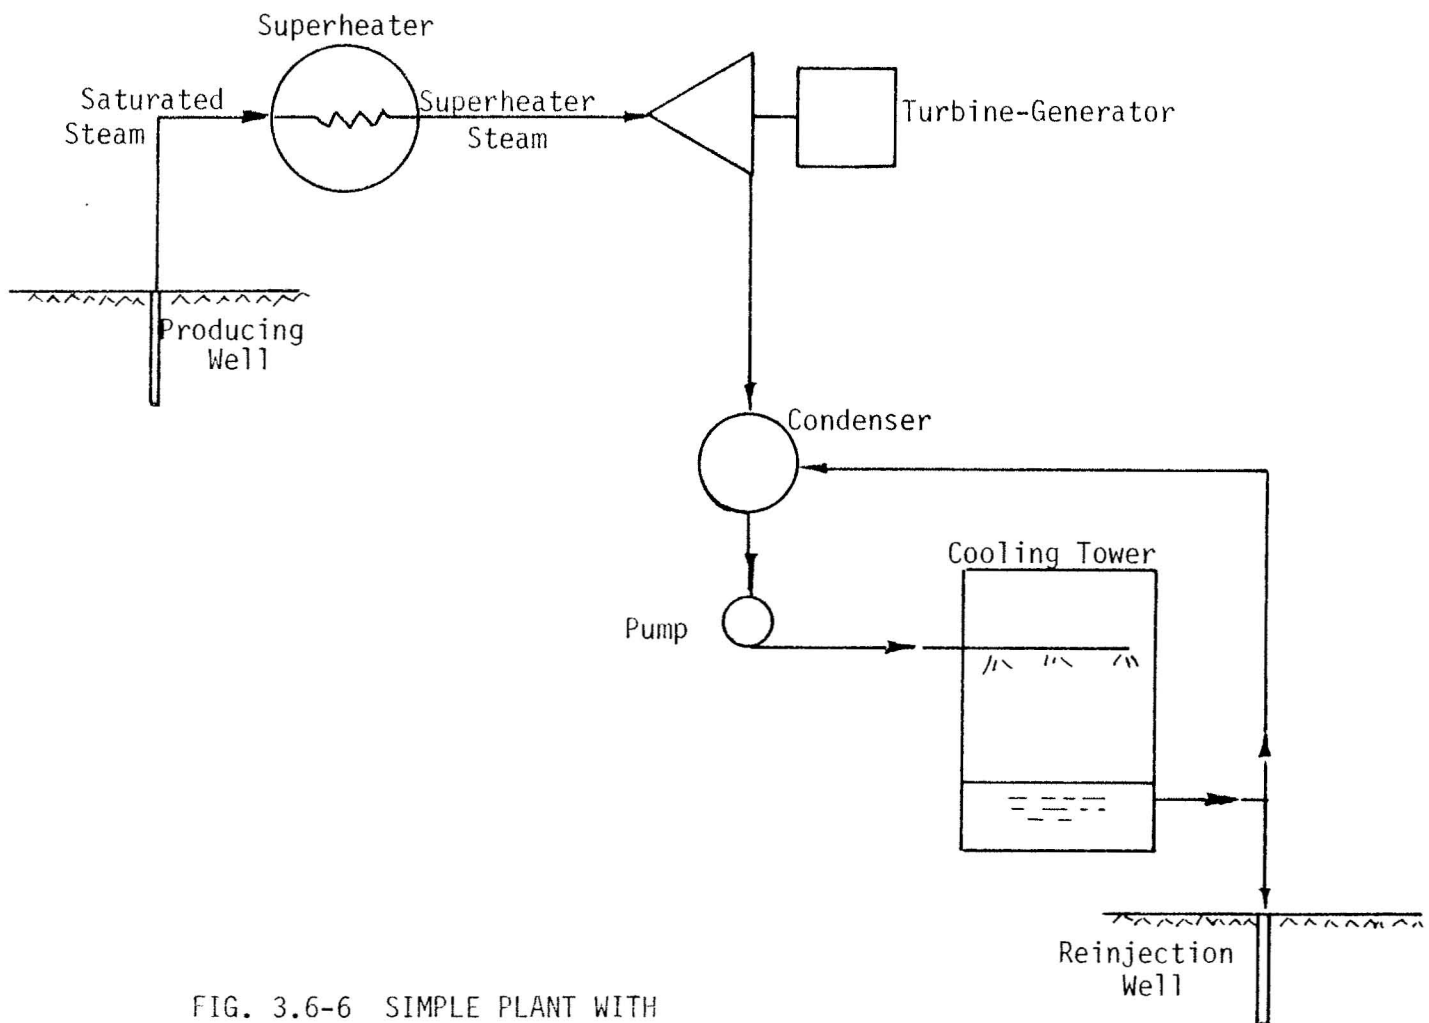 Superheater
Saturated
Steam
Superheater
Steam
Turbine-Generator
Producing
Well
Condenser
Cooling Tower
Pump
Reinjection
Well
FIG. 3.6-6 SIMPLE PLANT WITH